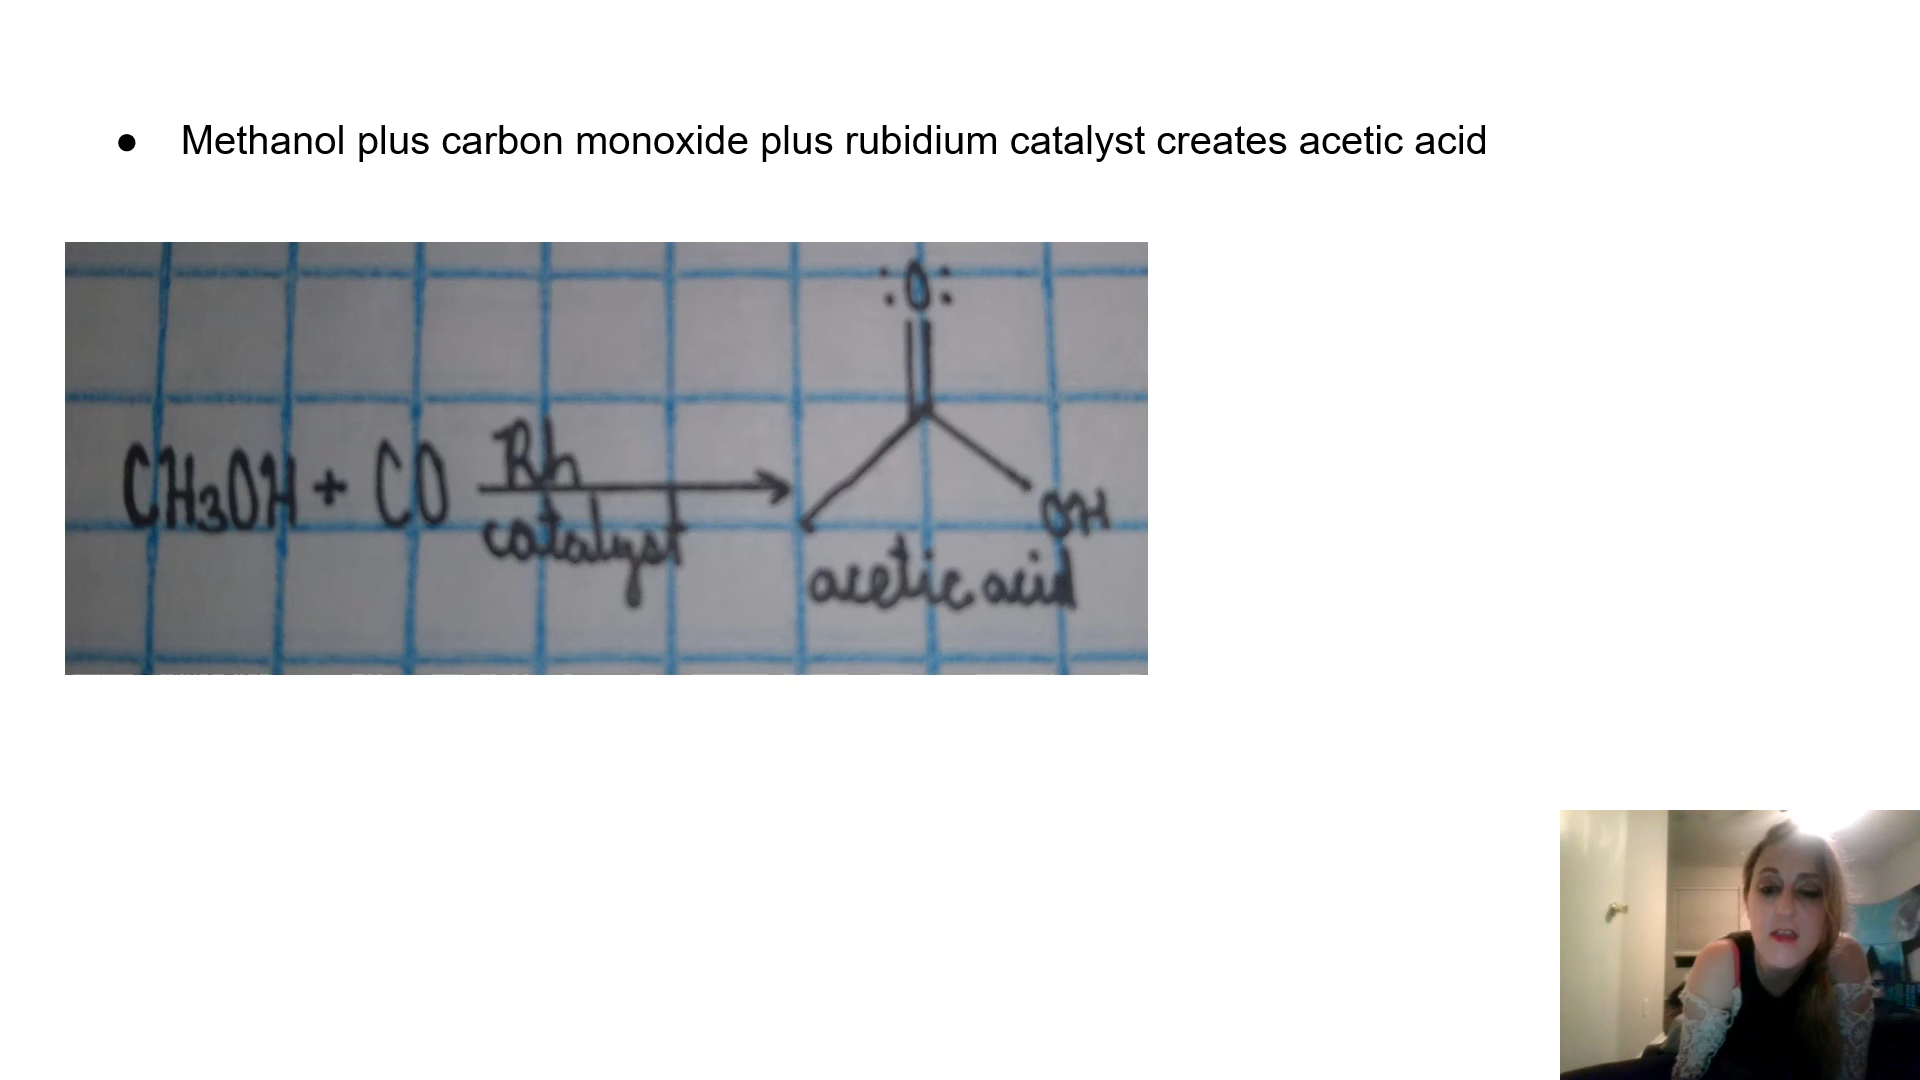 ● Methanol plus carbon monoxide plus rubidium catalyst creates acetic acid
:O:
Rh
CH3OH + CO
catalyst
OH
acetic acid